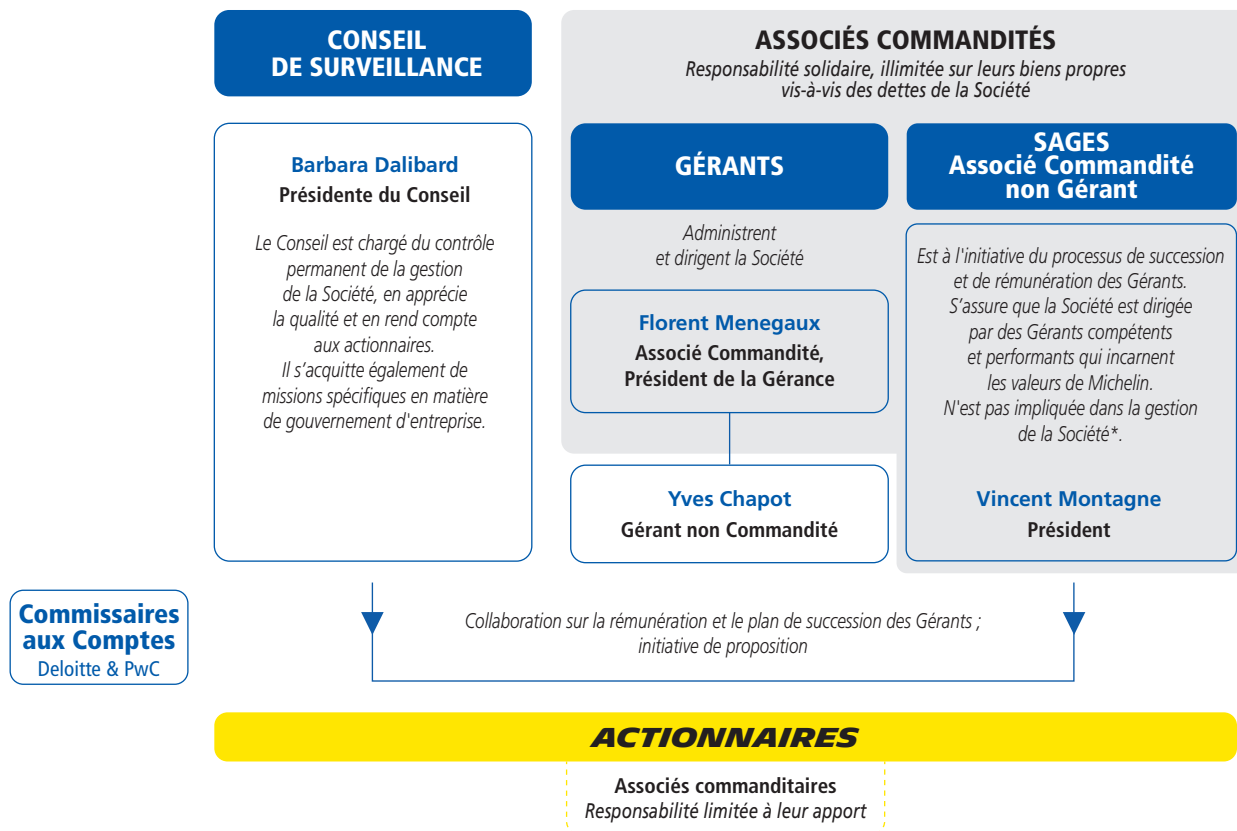 CONSEIL
DE SURVEILLANCE
Barbara Dalibard
Présidente du Conseil
Le Conseil est chargé du contrôle
permanent de la gestion
de la Société, en apprécie
la qualité et en rend compte
aux actionnaires.
Il s'acquitte également de
missions spécifiques en matière
de gouvernement d'entreprise.
ASSOCIÉS COMMANDITÉS
Responsabilité solidaire, illimitée sur leurs biens propres
vis-à-vis des dettes de la Société
GÉRANTS
Administrent
et dirigent la Société
Florent Menegaux
Associé Commandité,
Président de la Gérance
Yves Chapot
Gérant non Commandité
SAGES
Associé Commandité
non Gérant
Est à l'initiative du processus de succession
et de rémunération des Gérants.
S'assure que la Société est dirigée
par des Gérants compétents
et performants qui incarnent
les valeurs de Michelin.
N'est pas impliquée dans la gestion
de la Société*.
Vincent Montagne
Président
Commissaires
aux Comptes
Deloitte & PwC
Collaboration sur la rémunération et le plan de succession des Gérants ;
initiative de proposition
ACTIONNAIRES
Associés commanditaires
Responsabilité limitée à leur apport